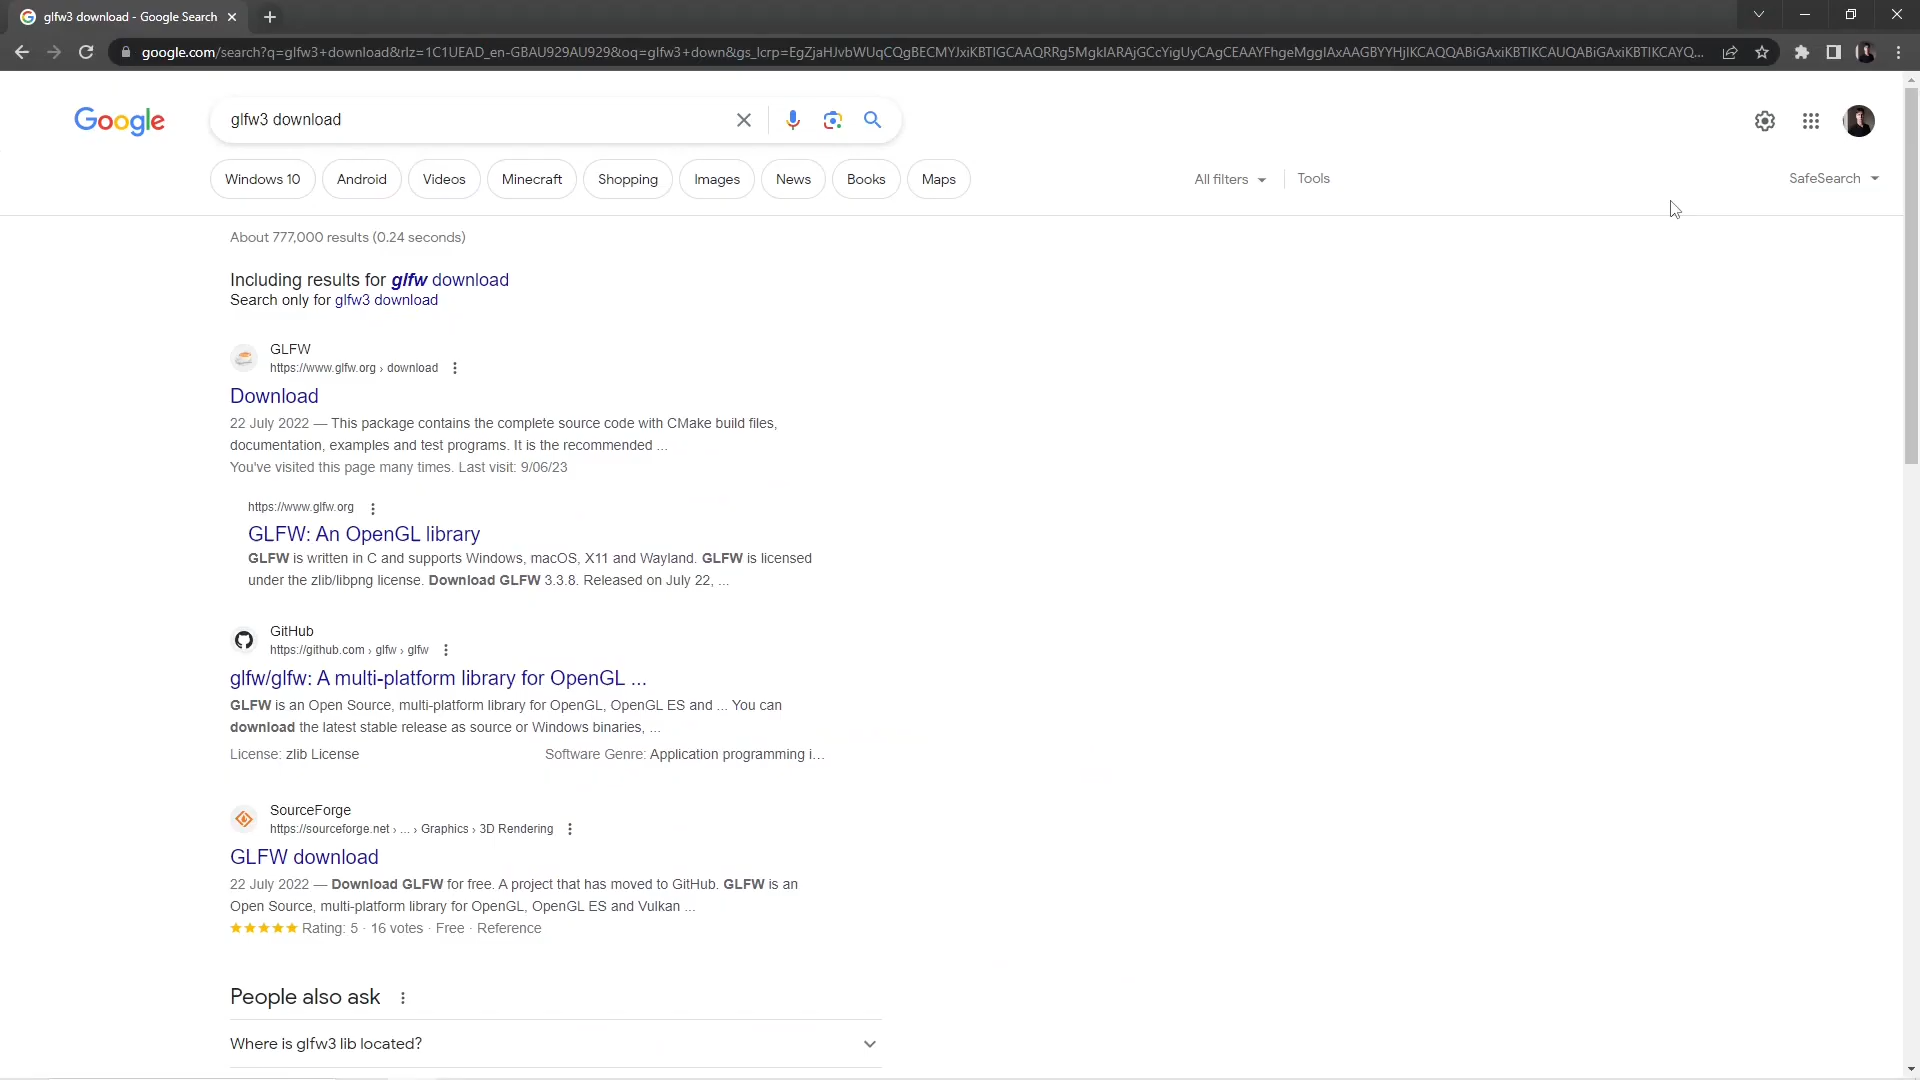 glfw3 download - Google Search
google.com/search?q=glfw3+download&rlz=1C1UEAD_en-GBAU929AU929&oq=glfw3+down&gs_lcrp=
Google
glfw3 download
Windows 10 Android Videos Minecraft Shopping Images News Books Maps All filters Tools SafeSearch
About 777,000 results (0.24 seconds)
Including results for glfw download
Search only for glfw3 download
GLFW
https://www.glfw.org › download
Download
22 July 2022 — This package contains the complete source code with CMake build files,
documentation, examples and test programs. It is the recommended ...
You've visited this page many times. Last visit: 9/06/23
https://www.glfw.org
GLFW: An OpenGL library
GLFW is written in C and supports Windows, macOS, X11 and Wayland. GLFW is licensed
under the zlib/libpng license. Download GLFW 3.3.8. Released on July 22, ...
GitHub
https://github.com › glfw › glfw
glfw/glfw: A multi-platform library for OpenGL ...
GLFW is an Open Source, multi-platform library for OpenGL, OpenGL ES and ... You can
download the latest stable release as source or Windows binaries, ...
License: zlib License Software Genre: Application programming i...
SourceForge
https://sourceforge.net › ... › Graphics › 3D Rendering
GLFW download
22 July 2022 — Download GLFW for free. A project that has moved to GitHub. GLFW is an
Open Source, multi-platform library for OpenGL, OpenGL ES and Vulkan ...
Rating: 5 · 16 votes · Free · Reference
People also ask
Where is glfw3 lib located?